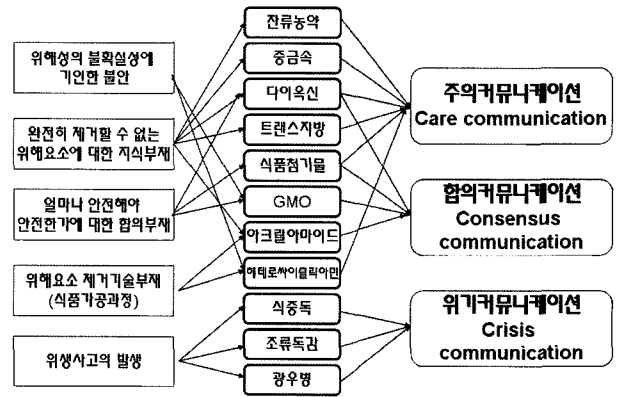 위해성의 불확실성에
기인한 불안
완전히 제거할 수 없는
위해요소에 대한 지식부재
얼마나 안전해야
안전한가에 대한 합의부재
위해요소 제거기술부재
(식품가공과정)
위생사고의 발생
잔류농약
중금속
다이옥신
트랜스지방
식품첨가물
GMO
아크릴아마이드
헤테로싸이클릭아민
식중독
조류독감
광우병
주의커뮤니케이션
Care communication
합의커뮤니케이션
Consensus
communication
위기커뮤니케이션
Crisis
communication